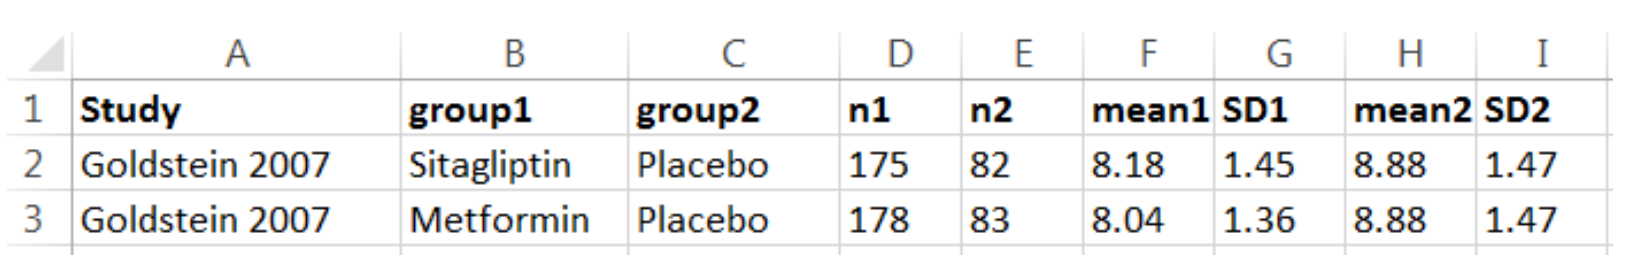 A B C D E F G H I
1 Study group1 group2 n1 n2 mean1 SD1 mean2 SD2
2 Goldstein 2007 Sitagliptin Placebo 175 82 8.18 1.45 8.88 1.47
3 Goldstein 2007 Metformin Placebo 178 83 8.04 1.36 8.88 1.47